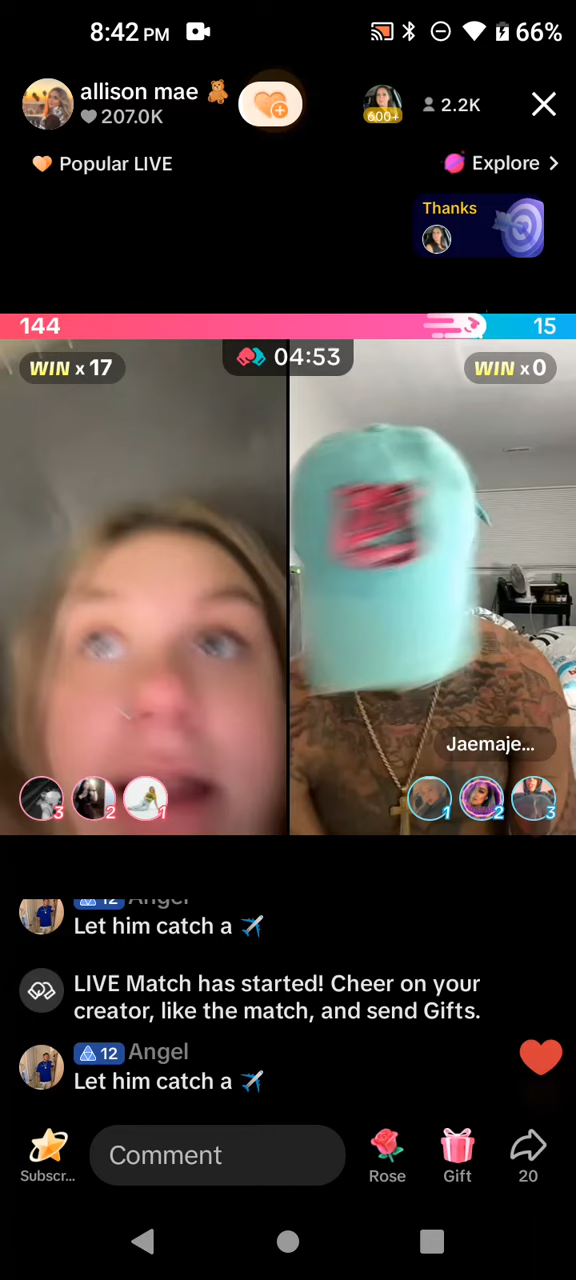 8:42 PM
66%
allison mae 🧸
207.0K
600+
2.2K
Popular LIVE
Explore >
Thanks
144
15
WIN x 17
04:53
WIN x 0
Jaemaje...
3
2
1
1
2
3
12 Angel
Let him catch a ✈️
LIVE Match has started! Cheer on your
creator, like the match, and send Gifts.
12 Angel
Let him catch a ✈️
Subscr...
Comment
Rose
Gift
20